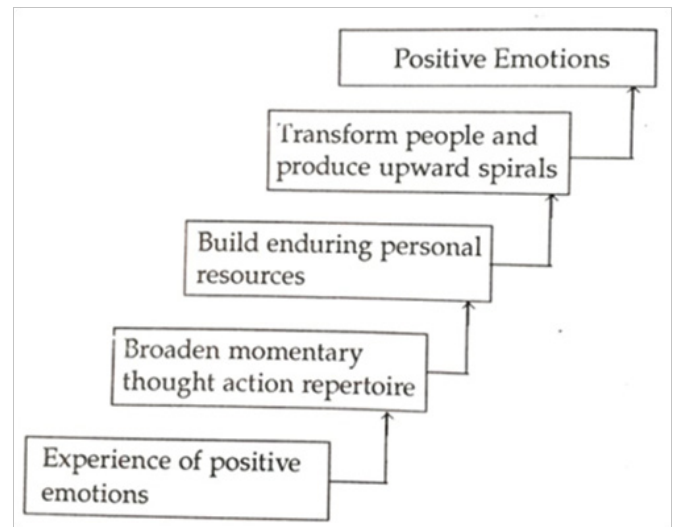 Positive Emotions
Transform people and
produce upward spirals
Build enduring personal
resources
Broaden momentary
thought action repertoire
Experience of positive
emotions